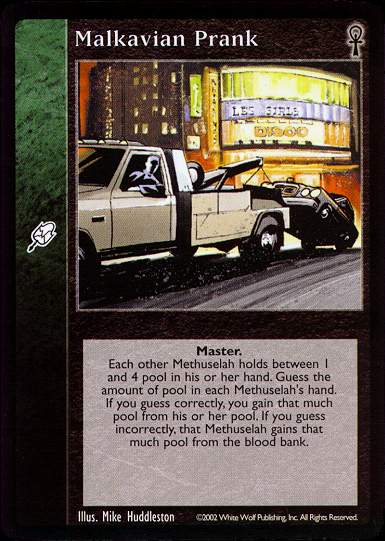 Malkavian Prank
LES GIRLS
DISCO
Master.
Each other Methuselah holds between 1
and 4 pool in his or her hand. Guess the
amount of pool in each Methuselah's hand.
If you guess correctly, you gain that much
pool from his or her pool. If you guess
incorrectly, that Methuselah gains that
much pool from the blood bank.
Illus. Mike Huddleston ©2002 White Wolf Publishing, Inc. All Rights Reserved.